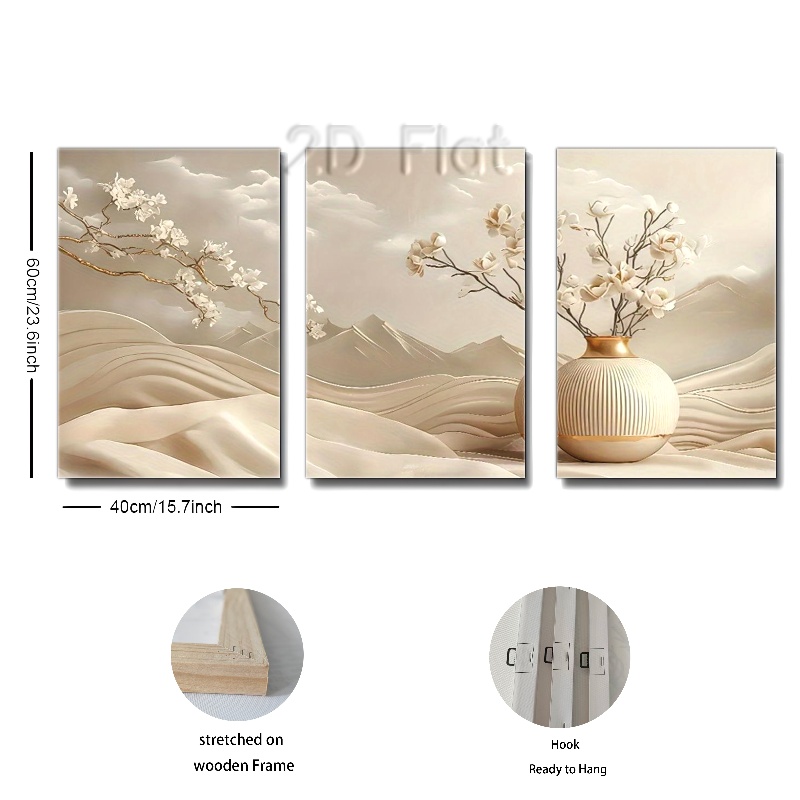 2D Flat
60cm/23.6inch
40cm/15.7inch
stretched on
wooden Frame
Hook
Ready to Hang